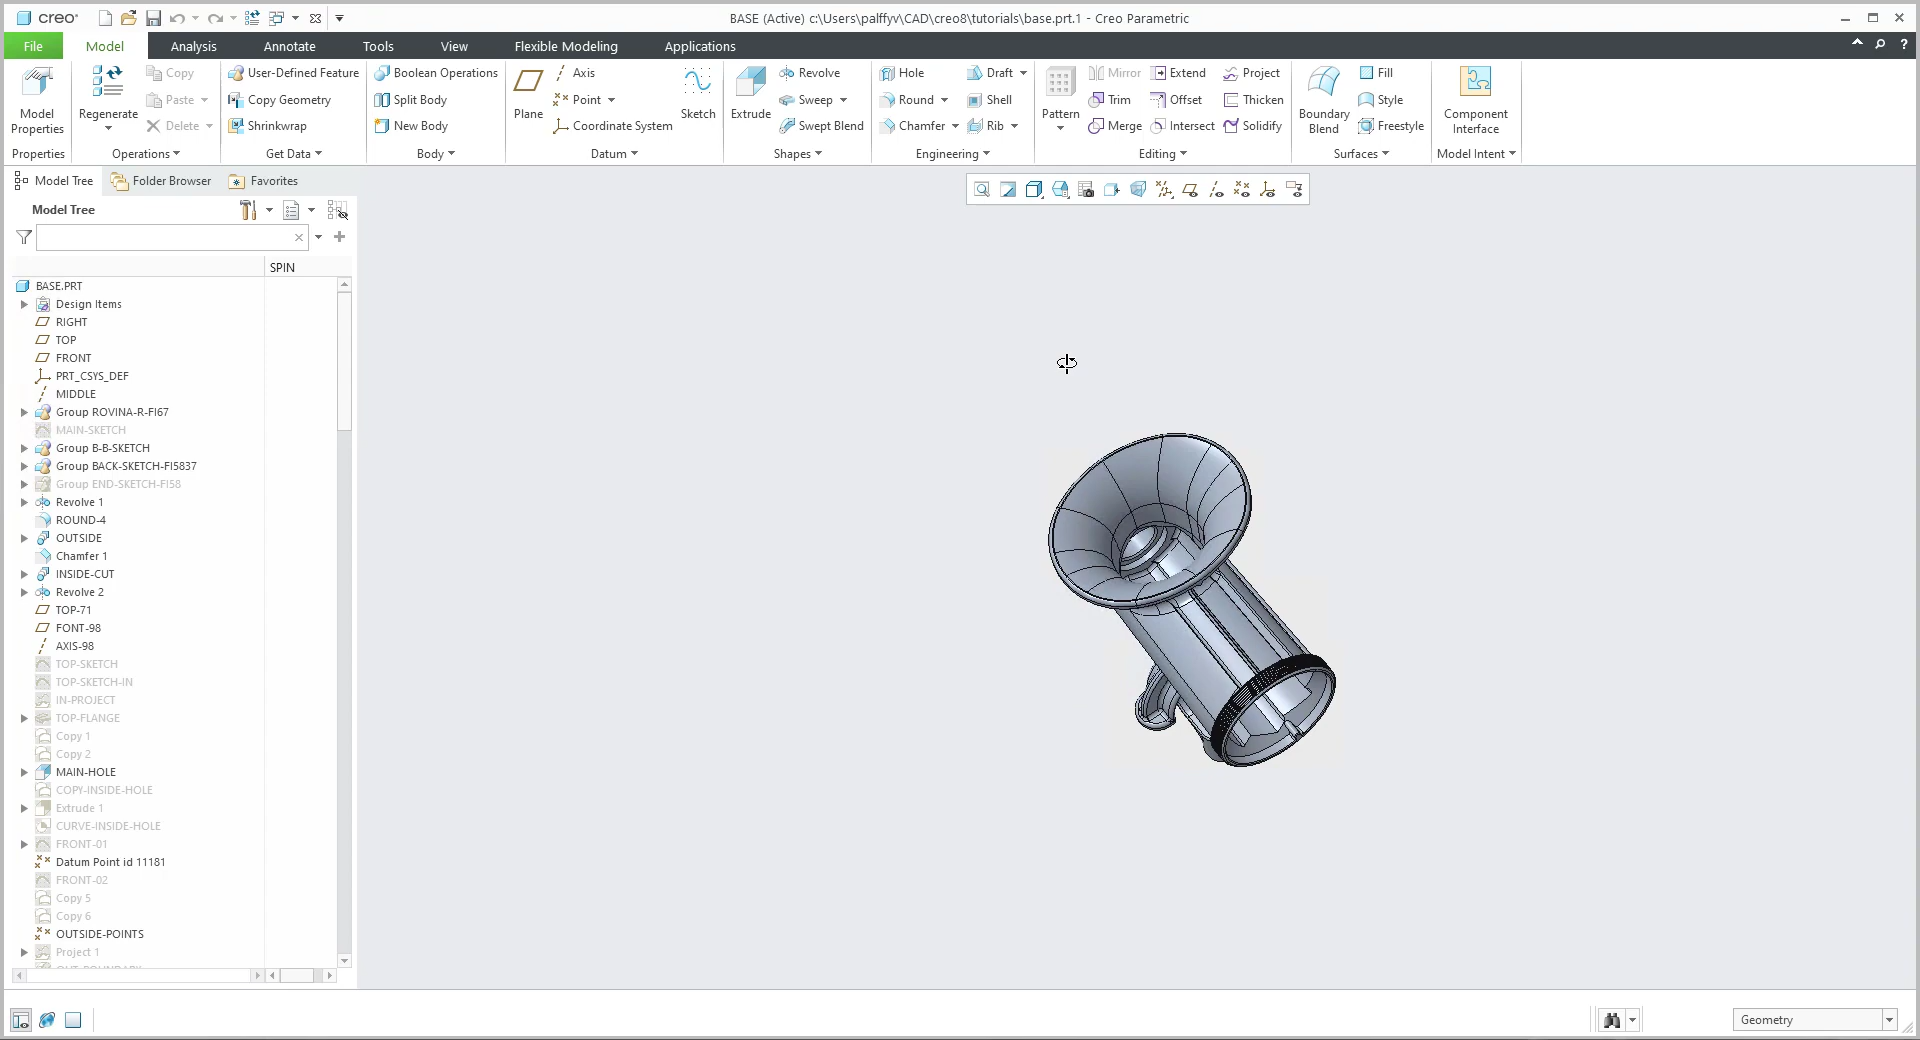 creo
BASE (Active) c:\Users\palffyv\CAD\creo8\tutorials\base.prt.1 - Creo Parametric
File Model Analysis Annotate Tools View Flexible Modeling Applications
Copy User-Defined Feature Boolean Operations Axis Revolve Hole Draft Mirror Extend Project Fill
Paste Copy Geometry Split Body Point Sweep Round Shell Trim Offset Thicken Style
Model Properties Regenerate Plane Sketch Extrude Pattern Boundary Blend Component Interface
Delete Shrinkwrap New Body Coordinate System Swept Blend Chamfer Rib Merge Intersect Solidify Freestyle
Properties Operations Get Data Body Datum Shapes Engineering Editing Surfaces Model Intent
Model Tree Folder Browser Favorites
Model Tree
SPIN
BASE.PRT
Design Items
RIGHT
TOP
FRONT
PRT_CSYS_DEF
MIDDLE
Group ROVINA-R-FI67
MAIN-SKETCH
Group B-B-SKETCH
Group BACK-SKETCH-FI5837
Group END-SKETCH-FI58
Revolve 1
ROUND-4
OUTSIDE
Chamfer 1
INSIDE-CUT
Revolve 2
TOP-71
FONT-98
AXIS-98
TOP-SKETCH
TOP-SKETCH-IN
IN-PROJECT
TOP-FLANGE
Copy 1
Copy 2
MAIN-HOLE
COPY-INSIDE-HOLE
Extrude 1
CURVE-INSIDE-HOLE
FRONT-01
Datum Point id 11181
FRONT-02
Copy 5
Copy 6
OUTSIDE-POINTS
Project 1
Geometry